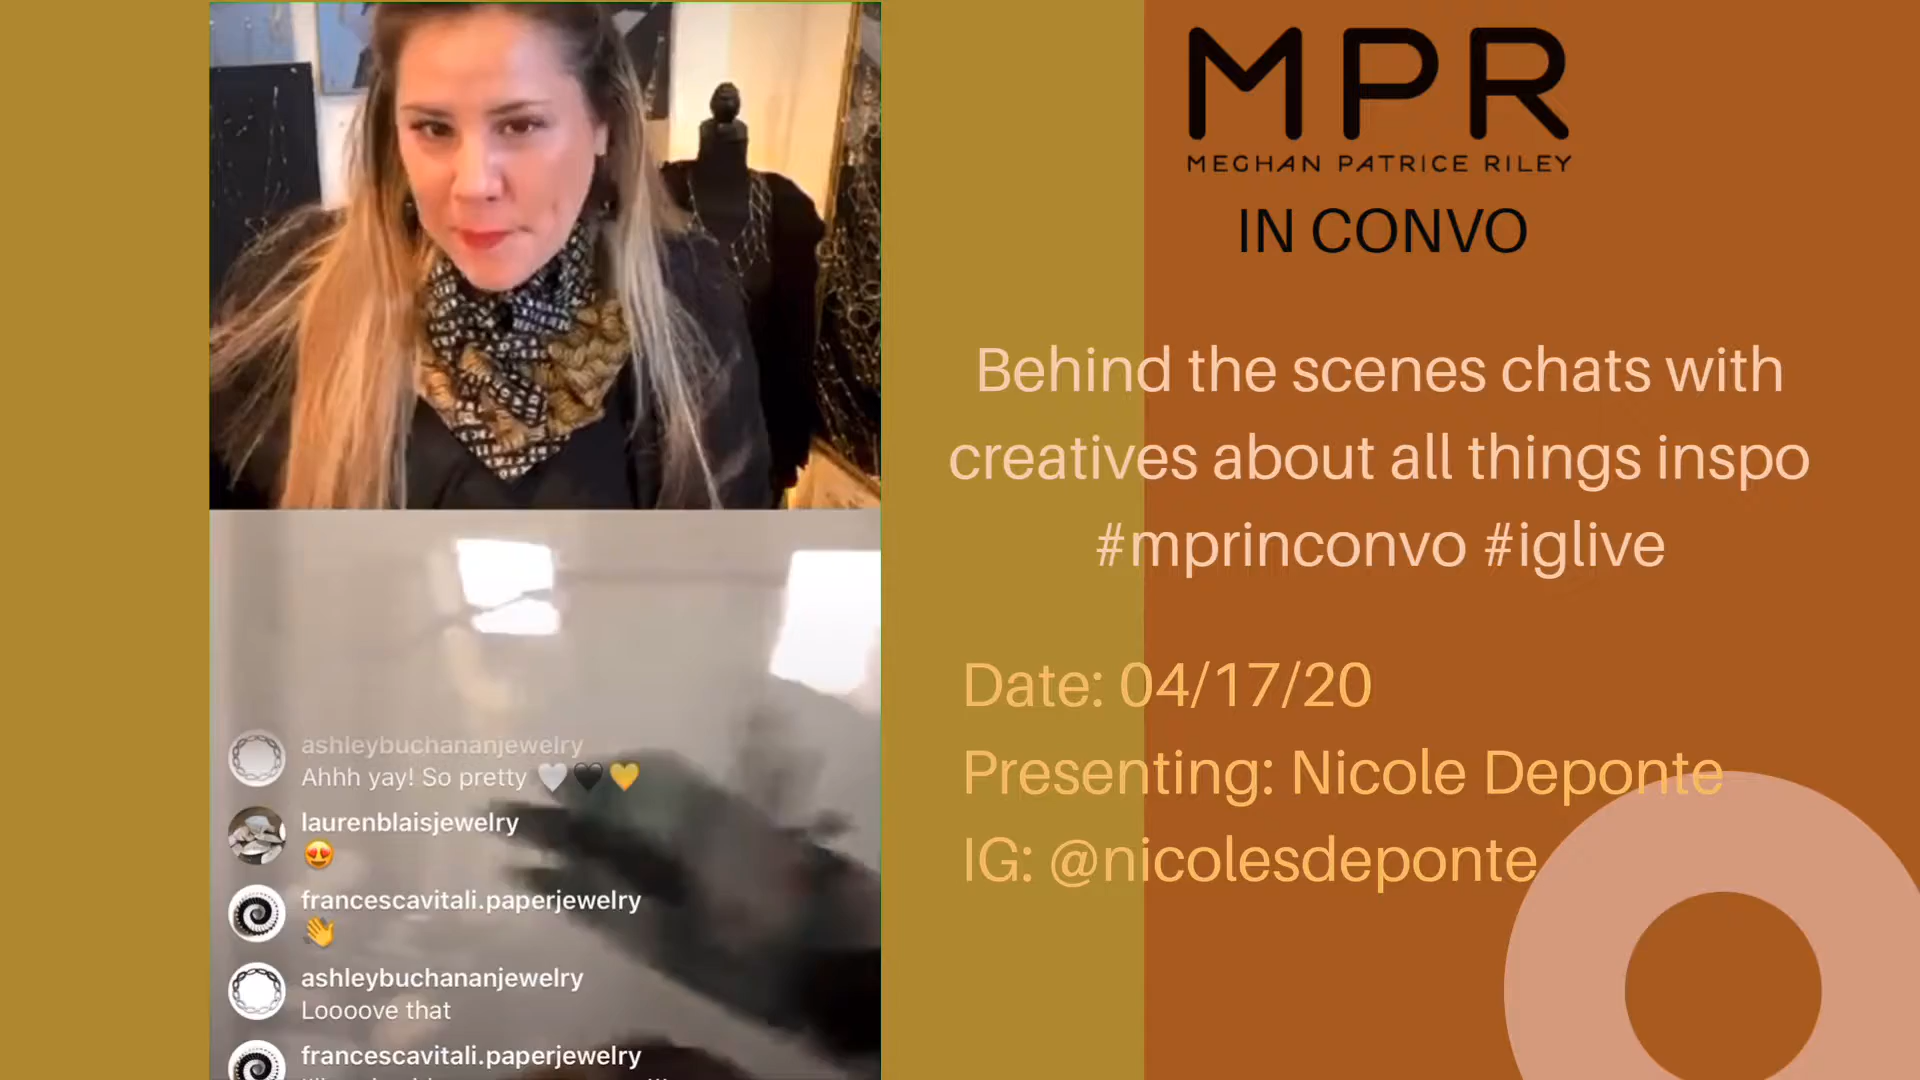 MPR
MEGHAN PATRICE RILEY
IN CONVO
Behind the scenes chats with
creatives about all things inspo
#mprinconvo #iglive
Date: 04/17/20
Presenting: Nicole Deponte
IG: @nicolesdeponte
ashleybuchananjewelry
Ahhh yay! So pretty 🤍🖤💛
laurenblaisjewelry
😍
francescavitali.paperjewelry
👋
ashleybuchananjewelry
Loooove that
francescavitali.paperjewelry